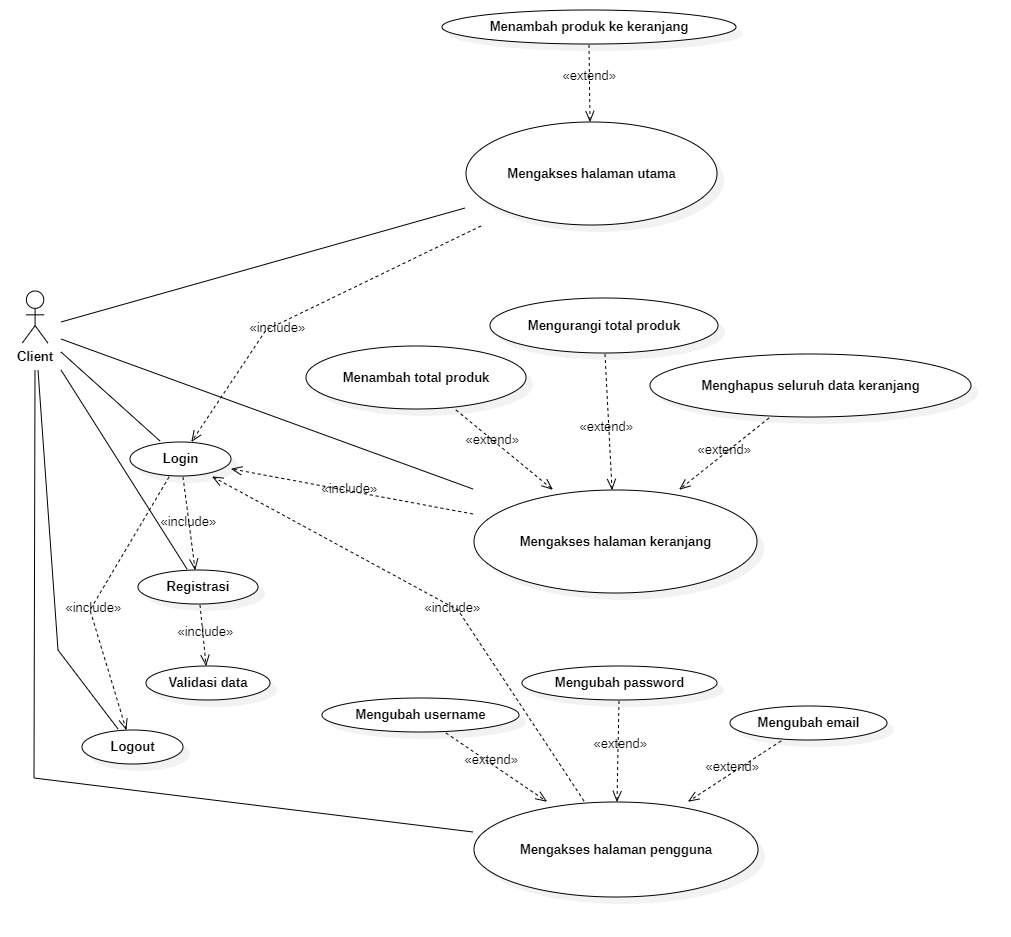 Menambah produk ke keranjang
«extend»
Mengakses halaman utama
Client
«include»
Mengurangi total produk
Menambah total produk
Menghapus seluruh data keranjang
«extend»
«extend»
«extend»
Login
«include»
«include»
Mengakses halaman keranjang
Registrasi
«include»
«include»
«include»
Validasi data
Mengubah password
Mengubah username
Mengubah email
Logout
«extend»
«extend»
«extend»
Mengakses halaman pengguna